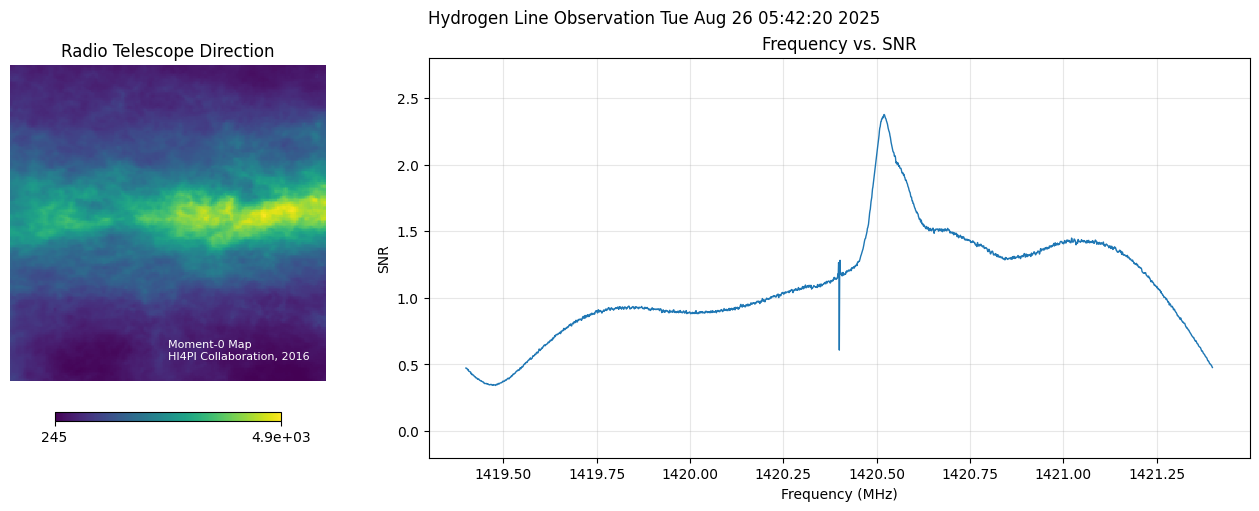 Hydrogen Line Observation Tue Aug 26 05:42:20 2025
Radio Telescope Direction
Moment-0 Map
HI4PI Collaboration, 2016
245
4.9e+03
Frequency vs. SNR
SNR
2.5
2.0
1.5
1.0
0.5
0.0
1419.50
1419.75
1420.00
1420.25
1420.50
1420.75
1421.00
1421.25
Frequency (MHz)